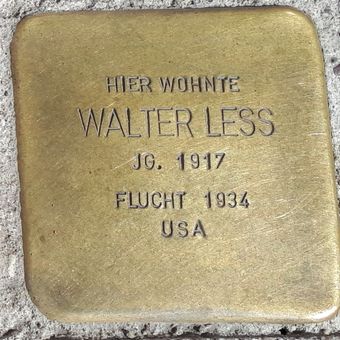 HIER WOHNTE
WALTER LESS
JG. 1917
FLUCHT 1934
USA